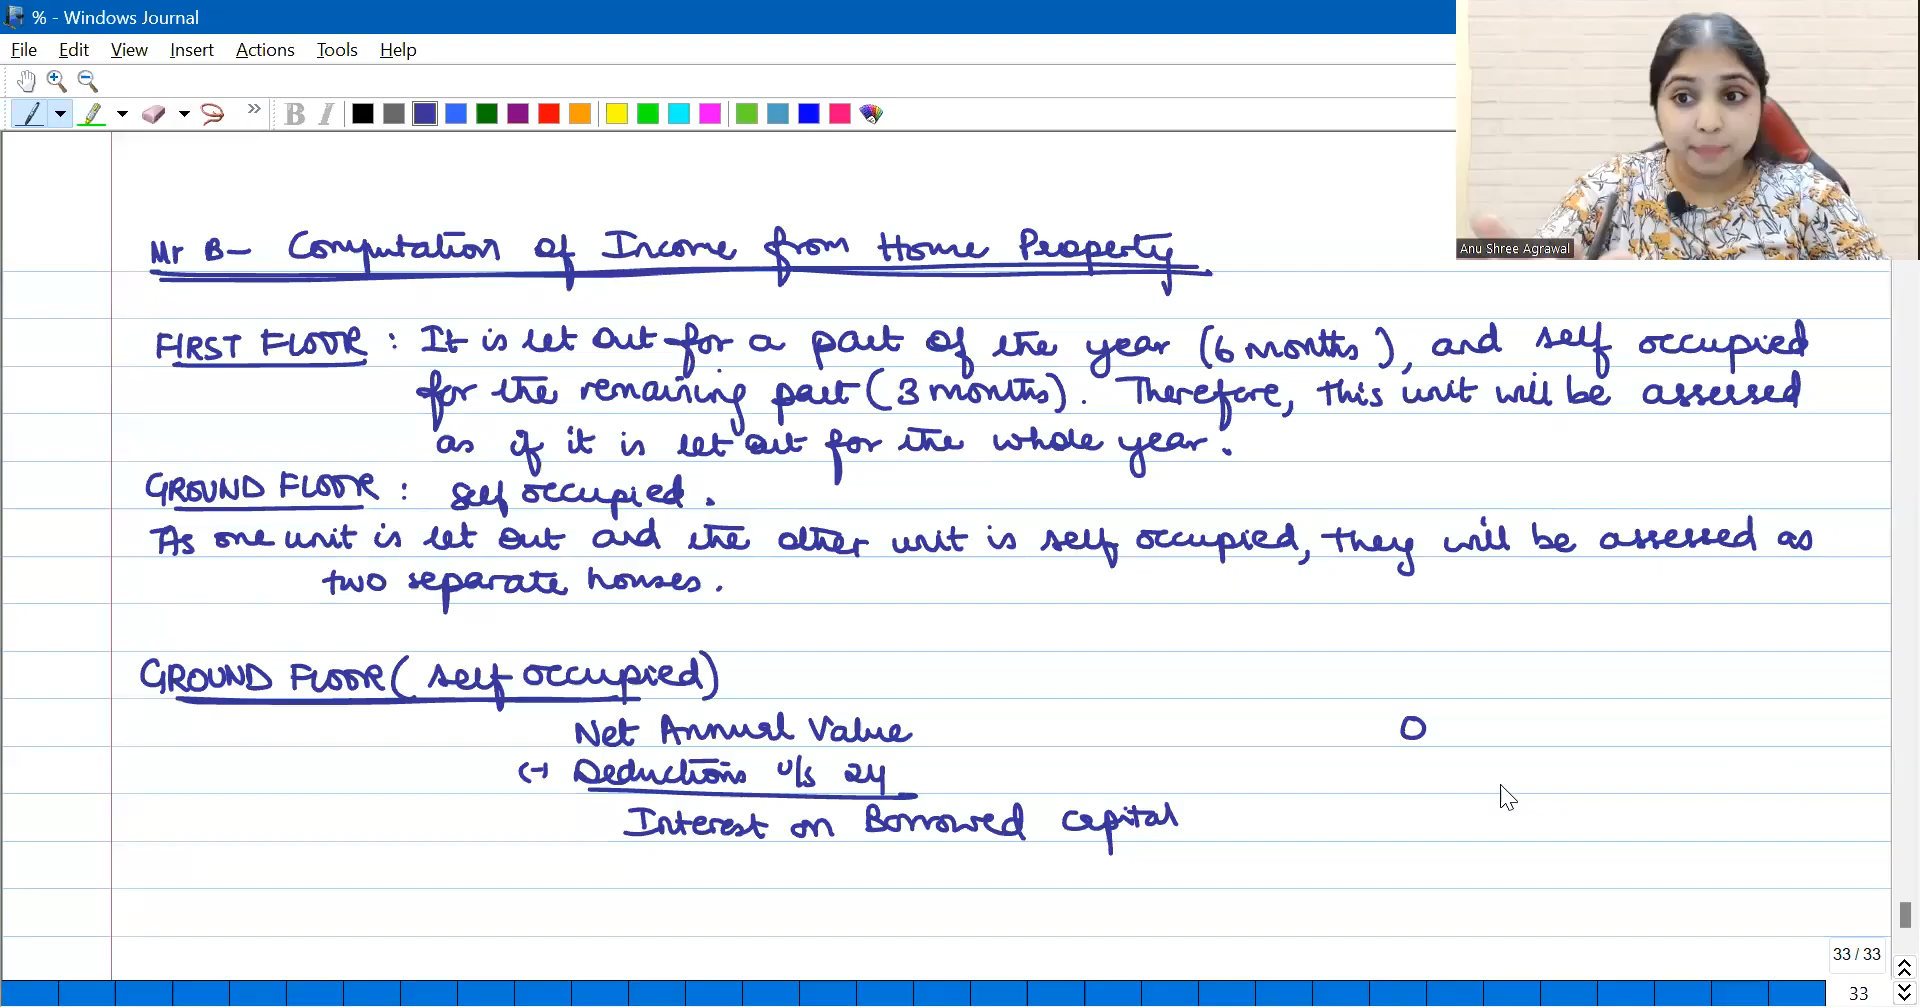 % - Windows Journal
File Edit View Insert Actions Tools Help
B I
Anu Shree Agrawal
Mr B- Computation of Income from Home Property
FIRST FLOOR : It is let out for a part of the year (6 months), and self occupied
for the remaining part (3 months). Therefore, this unit will be assessed
as if it is let out for the whole year.
GROUND FLOOR : self occupied.
As one unit is let out and the other unit is self occupied, they will be assessed as
two separate houses.
GROUND FLOOR (self occupied)
Net Annual Value 0
(-) Deductions u/s 24
Interest on Borrowed capital
33 / 33
33